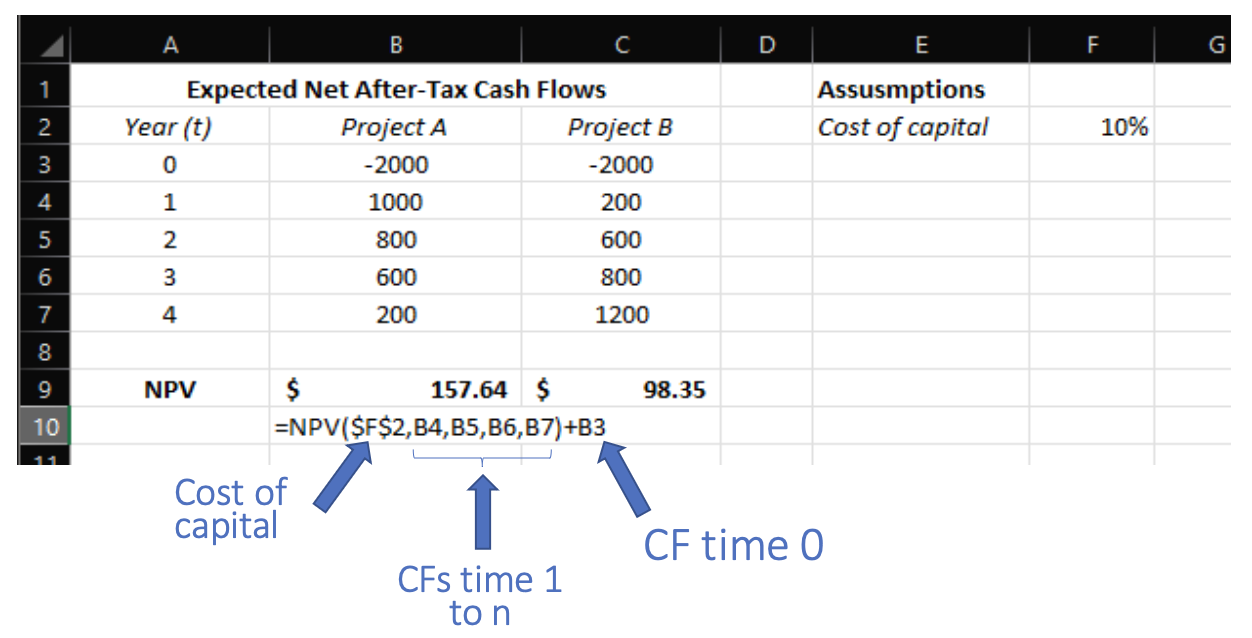 A B C D E F G
1 Expected Net After-Tax Cash Flows Assusmptions
2 Year (t) Project A Project B Cost of capital 10%
3 0 -2000 -2000
4 1 1000 200
5 2 800 600
6 3 600 800
7 4 200 1200
8
9 NPV $ 157.64 $ 98.35
10 =NPV($F$2,B4,B5,B6,B7)+B3
11
Cost of
capital
CFs time 1
to n
CF time 0